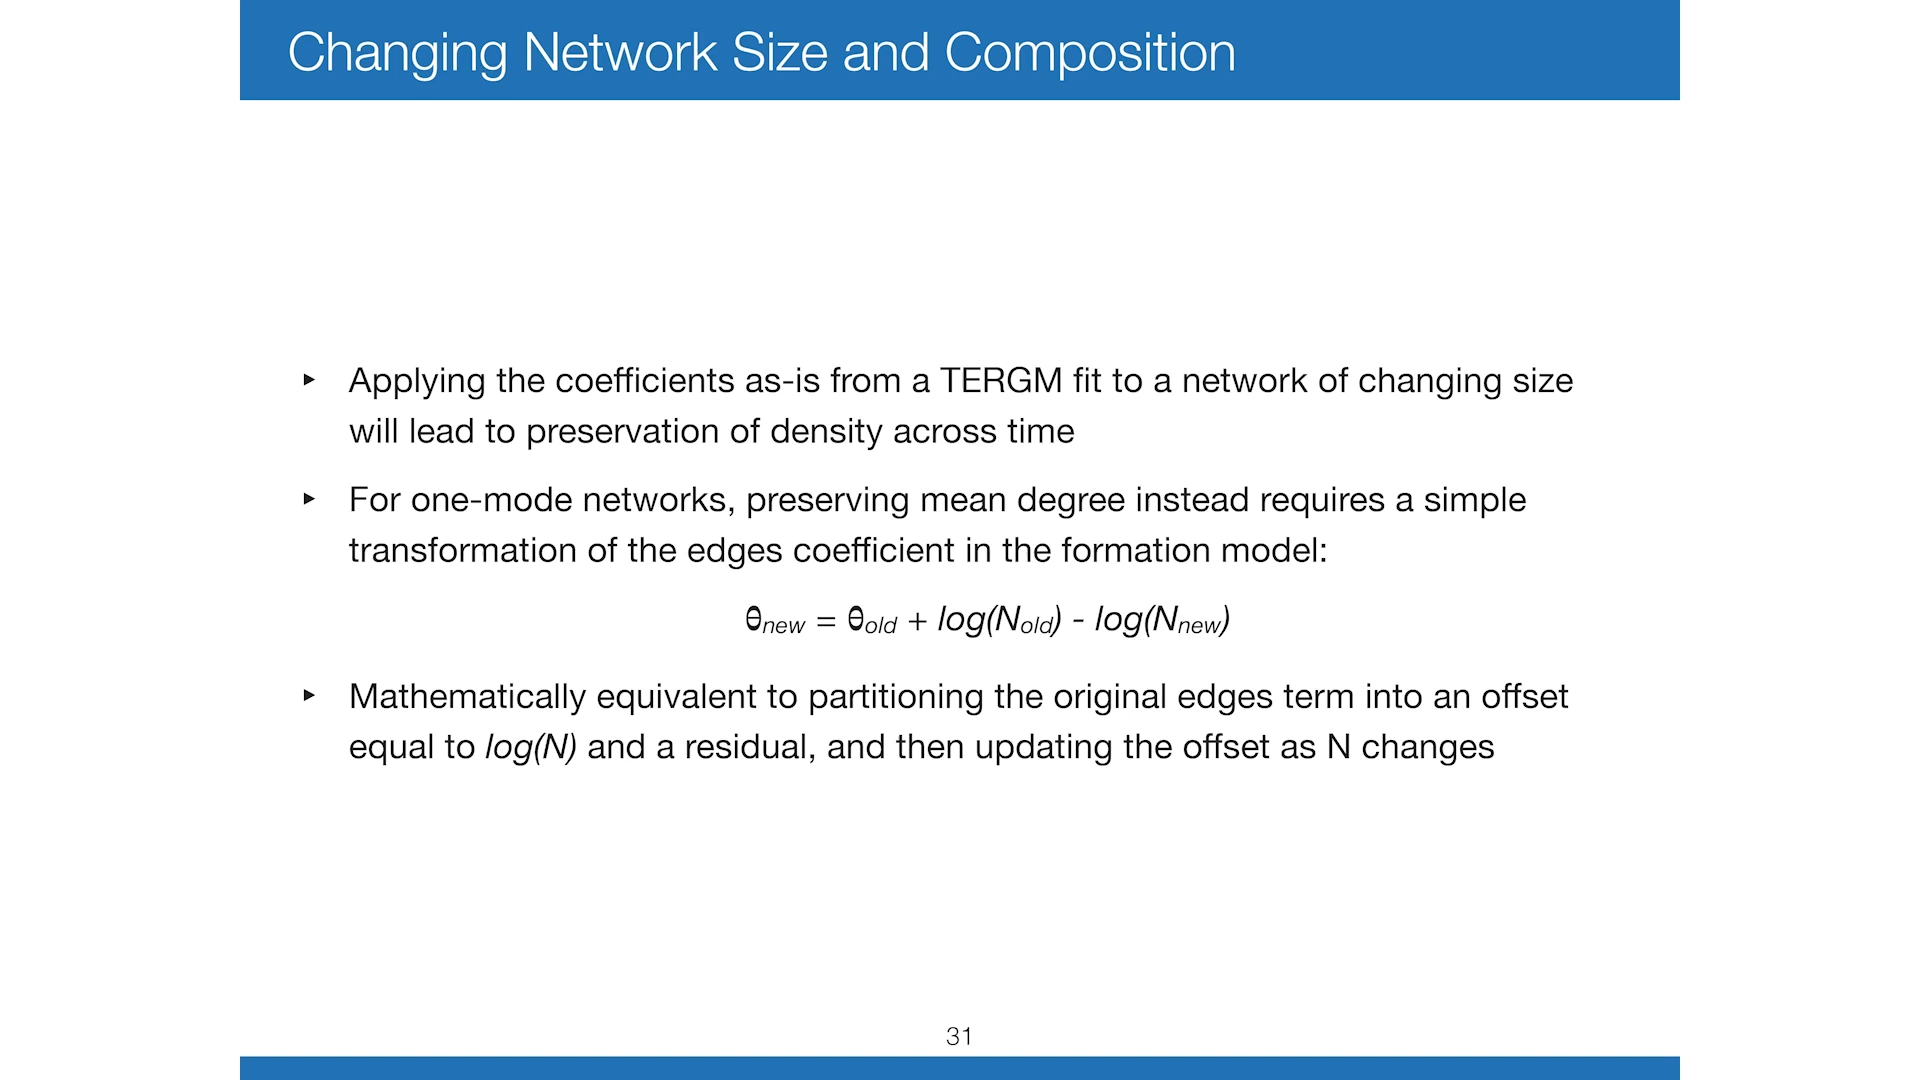 Changing Network Size and Composition
‣ Applying the coefficients as-is from a TERGM fit to a network of changing size
will lead to preservation of density across time
‣ For one-mode networks, preserving mean degree instead requires a simple
transformation of the edges coefficient in the formation model:
θnew = θold + log(Nold) - log(Nnew)
‣ Mathematically equivalent to partitioning the original edges term into an offset
equal to log(N) and a residual, and then updating the offset as N changes
31